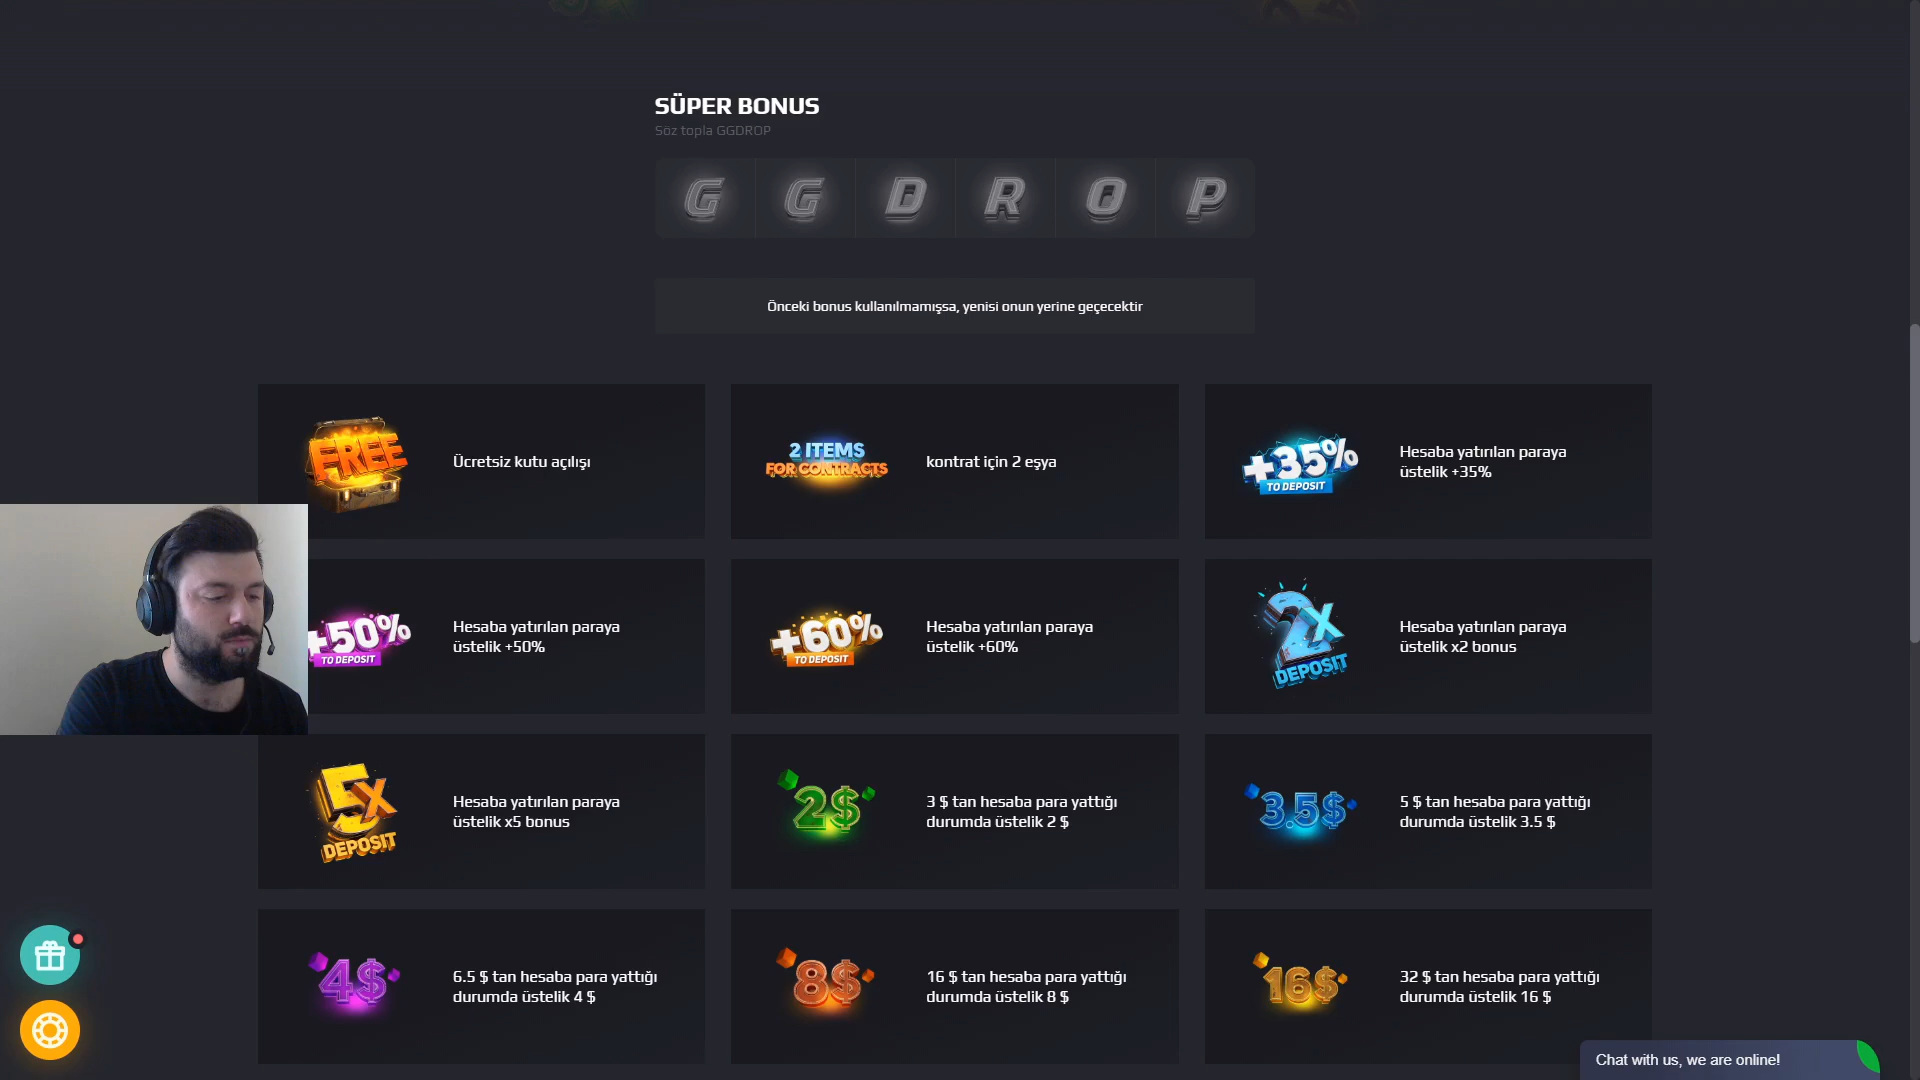 SÜPER BONUS
Söz topla GGDROP
G G D R O P
Önceki bonus kullanılmamışsa, yenisi onun yerine geçecektir
FREE
Ücretsiz kutu açılışı
2 ITEMS
FOR CONTRACTS
kontrat için 2 eşya
+35%
TO DEPOSIT
Hesaba yatırılan paraya
üstelik +35%
+50%
TO DEPOSIT
Hesaba yatırılan paraya
üstelik +50%
+60%
TO DEPOSIT
Hesaba yatırılan paraya
üstelik +60%
2X
DEPOSIT
Hesaba yatırılan paraya
üstelik x2 bonus
5X
DEPOSIT
Hesaba yatırılan paraya
üstelik x5 bonus
2$
3 $ tan hesaba para yattığı
durumda üstelik 2 $
3.5$
5 $ tan hesaba para yattığı
durumda üstelik 3.5 $
4$
6.5 $ tan hesaba para yattığı
durumda üstelik 4 $
8$
16 $ tan hesaba para yattığı
durumda üstelik 8 $
16$
32 $ tan hesaba para yattığı
durumda üstelik 16 $
Chat with us, we are online!